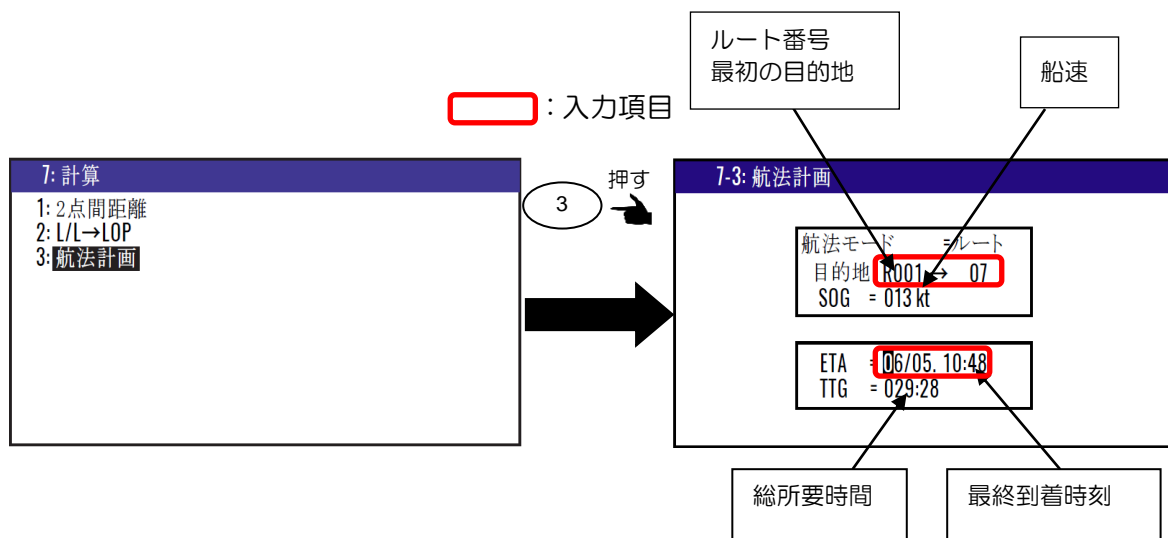 ルート番号
最初の目的地
船速
：入力項目
7: 計算
1: 2点間距離
2: L/L→LOP
3: 航法計画
3
押す
7-3: 航法計画
航法モード =ルート
目的地 R001→ 07
SOG = 013 kt
ETA = 06/05. 10:48
TTG = 029:28
総所要時間
最終到着時刻